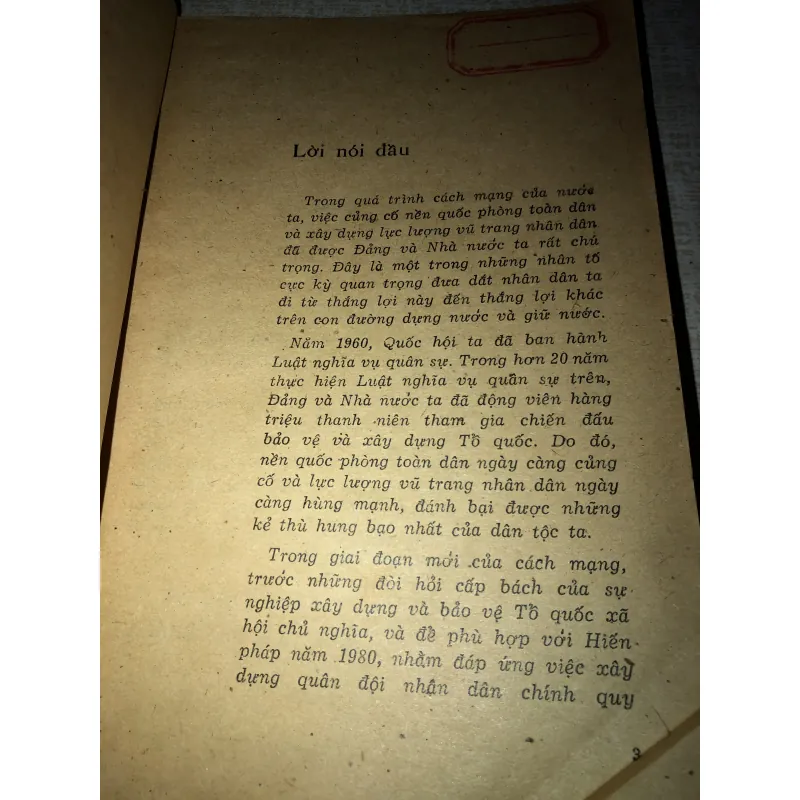 Lời nói đầu
Trong quá trình cách mạng của nước
ta, việc củng cố nền quốc phòng toàn dân
và xây dựng lực lượng vũ trang nhân dân
đã được Đảng và Nhà nước ta rất chú
trọng. Đây là một trong những nhân tố
cực kỳ quan trọng đưa dắt nhân dân ta
đi từ thắng lợi này đến thắng lợi khác
trên con đường dựng nước và giữ nước.
Năm 1960, Quốc hội ta đã ban hành
Luật nghĩa vụ quân sự. Trong hơn 20 năm
thực hiện Luật nghĩa vụ quân sự trên,
Đảng và Nhà nước ta đã động viên hàng
triệu thanh niên tham gia chiến đấu
bảo vệ và xây dựng Tổ quốc. Do đó,
nền quốc phòng toàn dân ngày càng củng
cố và lực lượng vũ trang nhân dân ngày
càng hùng mạnh, đánh bại được những
kẻ thù hung bạo nhất của dân tộc ta.
Trong giai đoạn mới của cách mạng,
trước những đòi hỏi cấp bách của sự
nghiệp xây dựng và bảo vệ Tổ quốc xã
hội chủ nghĩa, và để phù hợp với Hiến
pháp năm 1980, nhằm đáp ứng việc xây
dựng quân đội nhân dân chính quy
3